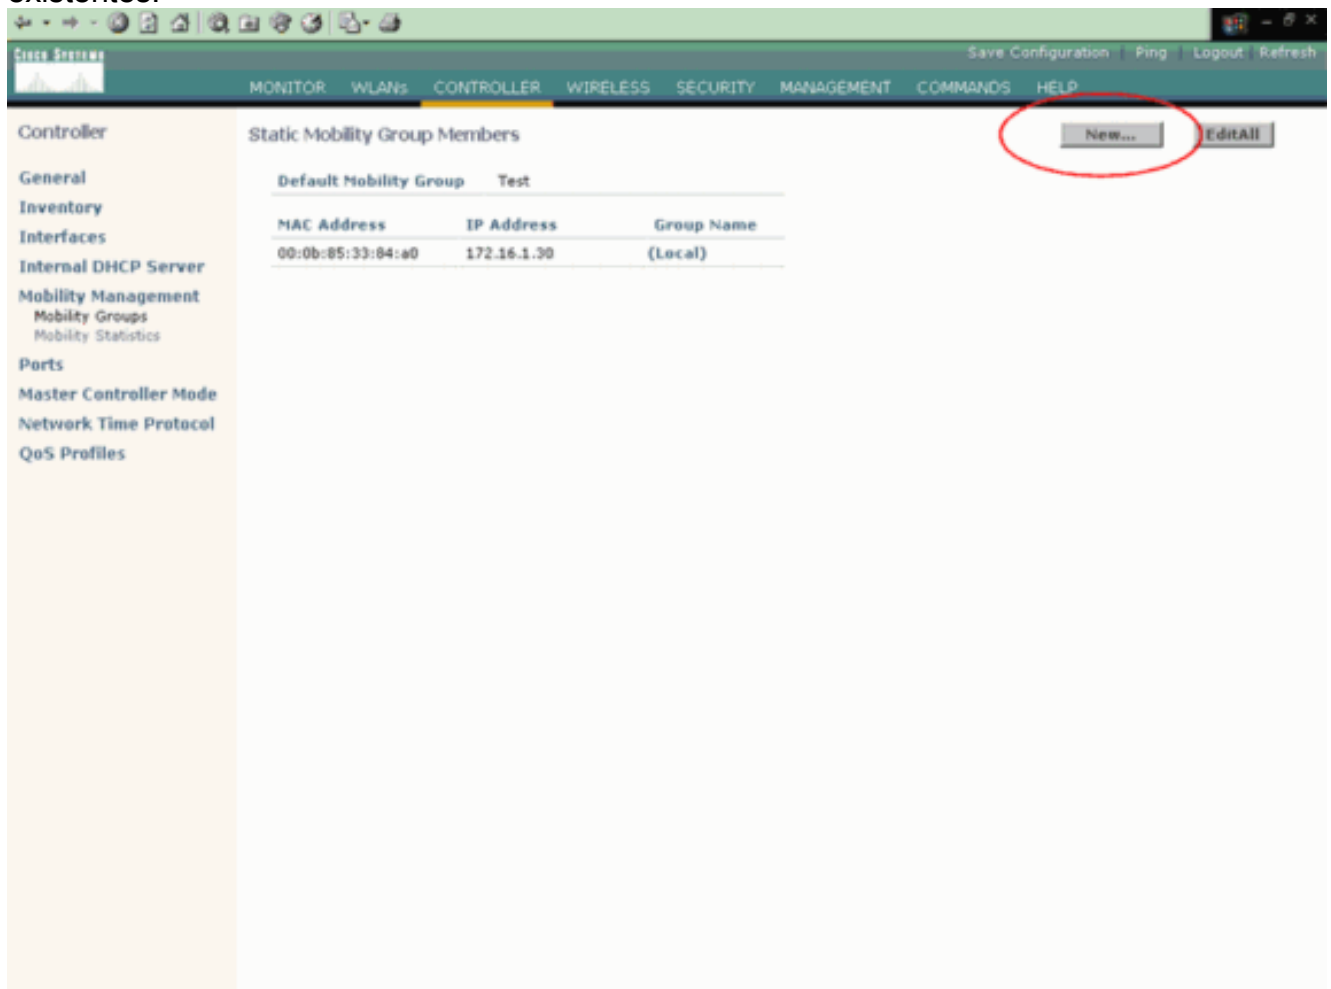 existentes.
CISCO SYSTEMS
Save Configuration | Ping | Logout | Refresh
MONITOR WLANs CONTROLLER WIRELESS SECURITY MANAGEMENT COMMANDS HELP
Controller
General
Inventory
Interfaces
Internal DHCP Server
Mobility Management
Mobility Groups
Mobility Statistics
Ports
Master Controller Mode
Network Time Protocol
QoS Profiles
Static Mobility Group Members
New...
EditAll
Default Mobility Group Test
MAC Address IP Address Group Name
00:0b:85:33:84:a0 172.16.1.30 (Local)